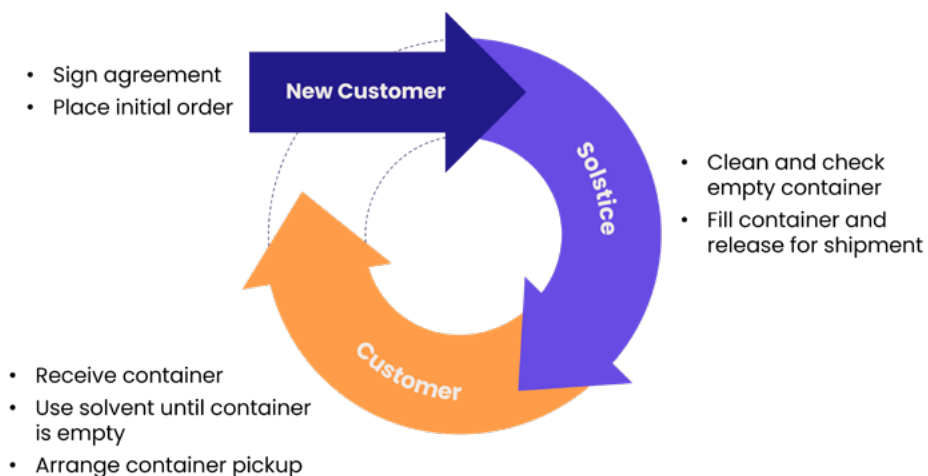 • Sign agreement
• Place initial order
New Customer
Solstice
• Clean and check
empty container
• Fill container and
release for shipment
Customer
• Receive container
• Use solvent until container
is empty
• Arrange container pickup